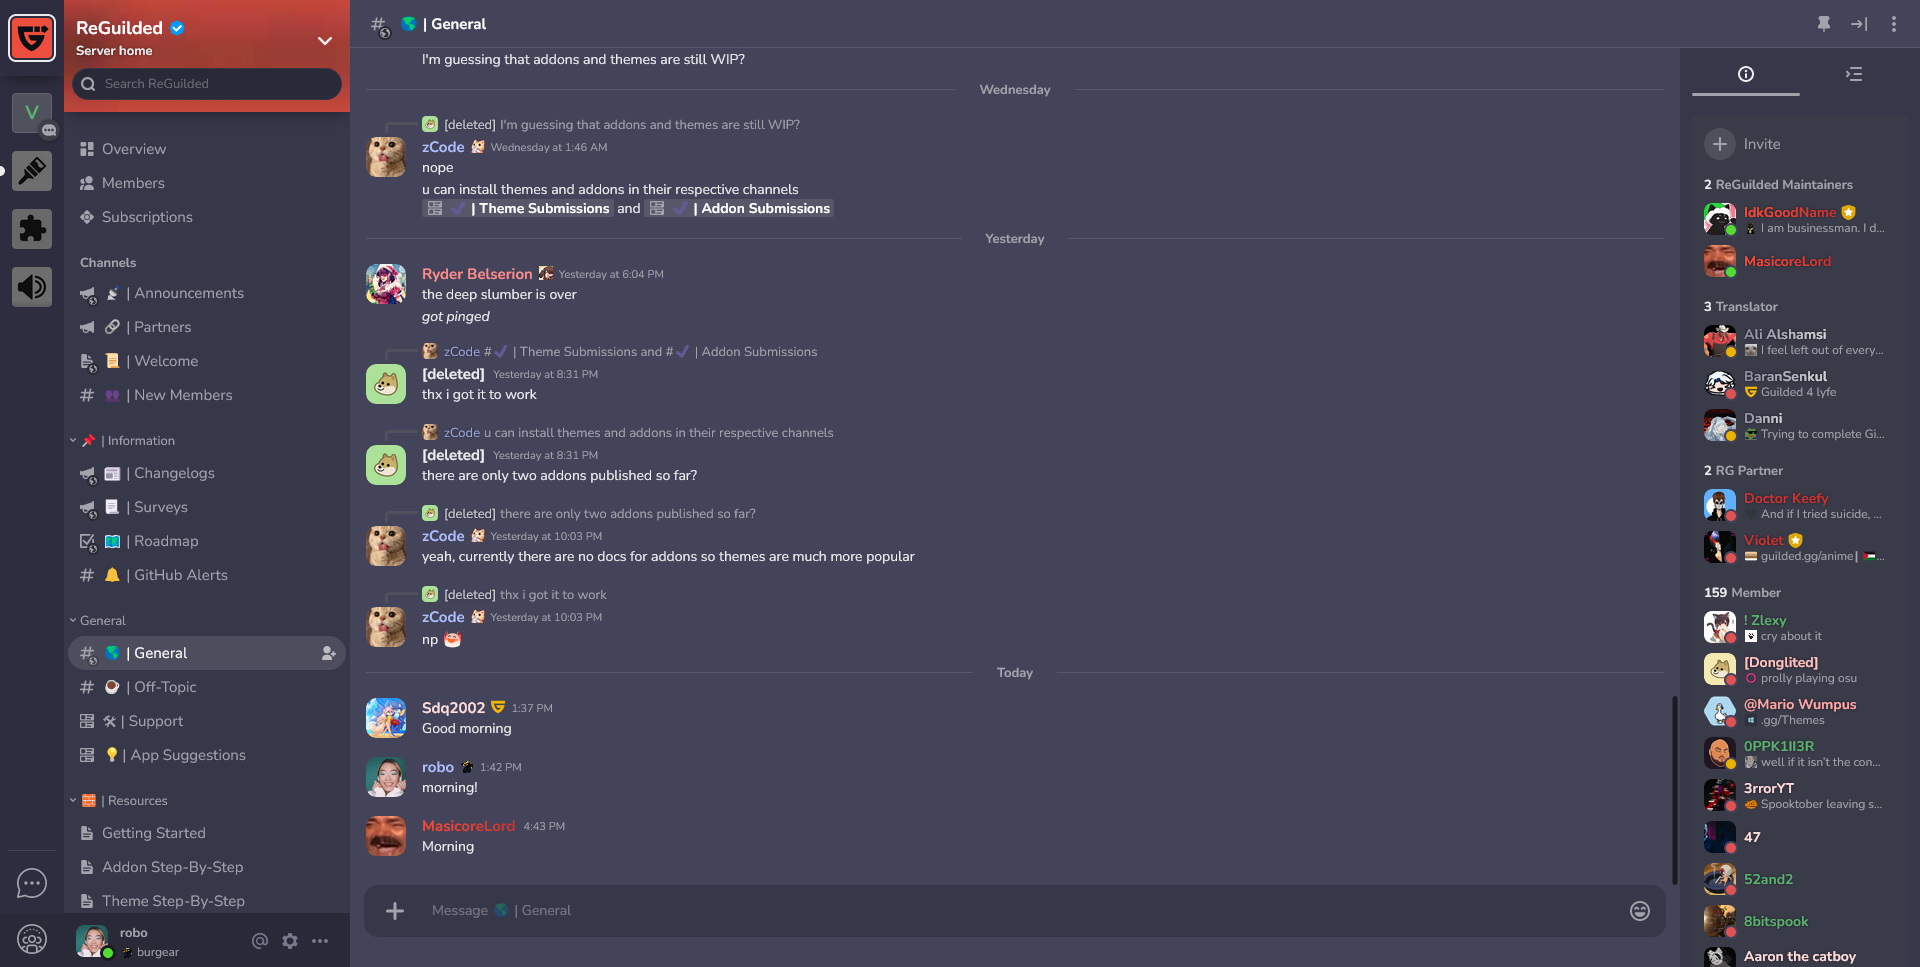 ReGuilded
Server home
Search ReGuilded
V
Overview
Members
Subscriptions
Channels
| Announcements
| Partners
| Welcome
# | New Members
| Information
| Changelogs
| Surveys
| Roadmap
# | GitHub Alerts
General
# | General
# | Off-Topic
| Support
| App Suggestions
| Resources
Getting Started
Addon Step-By-Step
Theme Step-By-Step
robo
burgear
# | General
I'm guessing that addons and themes are still WIP?
Wednesday
[deleted] I'm guessing that addons and themes are still WIP?
zCode Wednesday at 1:46 AM
nope
u can install themes and addons in their respective channels
| Theme Submissions and | Addon Submissions
Yesterday
Ryder Belserion Yesterday at 6:04 PM
the deep slumber is over
got pinged
zCode # | Theme Submissions and # | Addon Submissions
[deleted] Yesterday at 8:31 PM
thx i got it to work
zCode u can install themes and addons in their respective channels
[deleted] Yesterday at 8:31 PM
there are only two addons published so far?
[deleted] there are only two addons published so far?
zCode Yesterday at 10:03 PM
yeah, currently there are no docs for addons so themes are much more popular
[deleted] thx i got it to work
zCode Yesterday at 10:03 PM
np
Today
Sdq2002 1:37 PM
Good morning
robo 1:42 PM
morning!
MasicoreLord 4:43 PM
Morning
Message | General
Invite
2 ReGuilded Maintainers
IdkGoodName
I am businessman. I d...
MasicoreLord
3 Translator
Ali Alshamsi
I feel left out of every...
BaranSenkul
Guilded 4 lyfe
Danni
Trying to complete Gi...
2 RG Partner
Doctor Keefy
And if I tried suicide, ...
Violet
guilded.gg/anime| ...
159 Member
! Zlexy
cry about it
[Donglited]
prolly playing osu
@Mario Wumpus
.gg/Themes
0PPK1II3R
well if it isn't the con...
3rrorYT
Spooktober leaving s...
47
52and2
8bitspook
Aaron the catboy